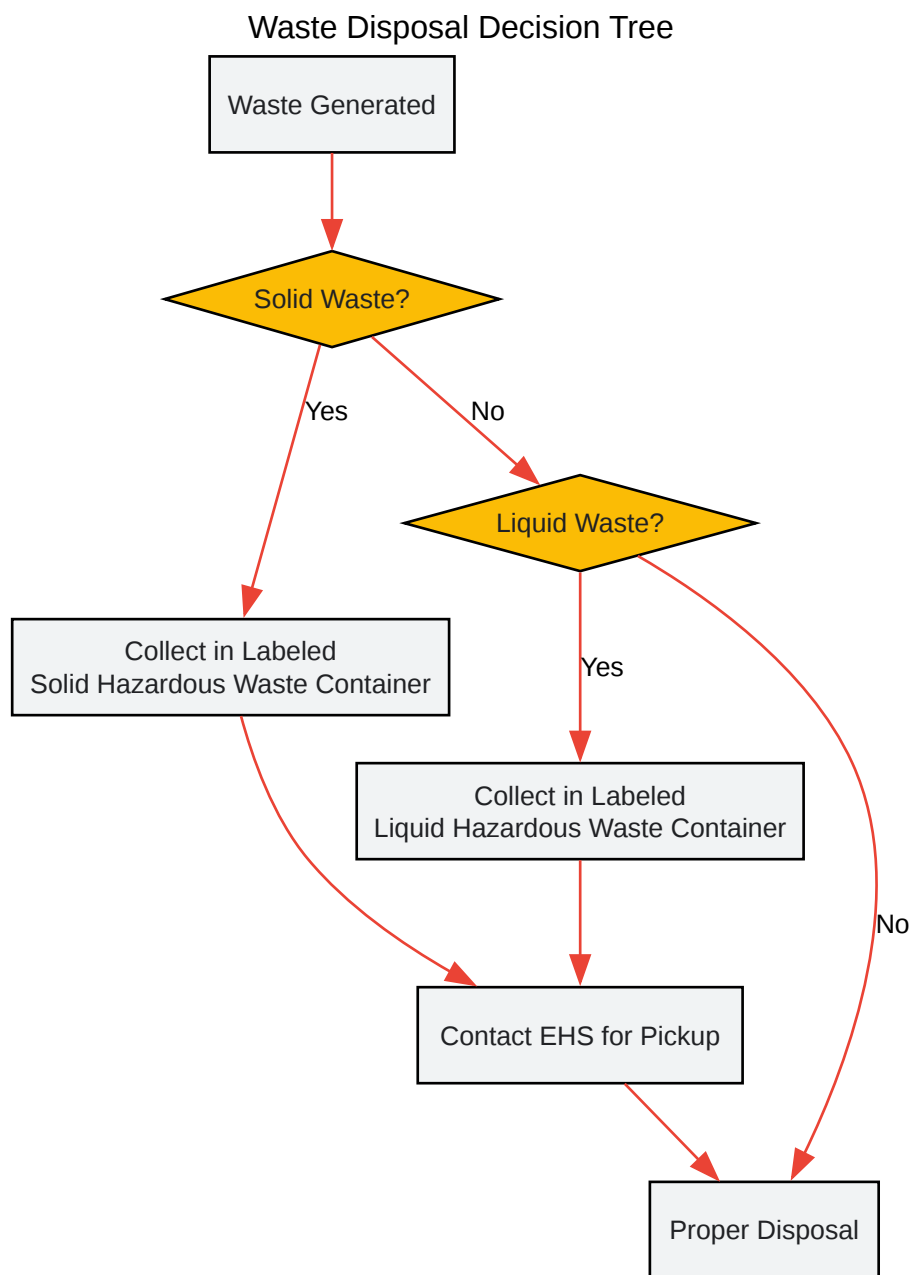 Waste Disposal Decision Tree
Waste Generated
Solid Waste?
Yes
No
Liquid Waste?
Collect in Labeled
Solid Hazardous Waste Container
Yes
Collect in Labeled
Liquid Hazardous Waste Container
No
Contact EHS for Pickup
Proper Disposal